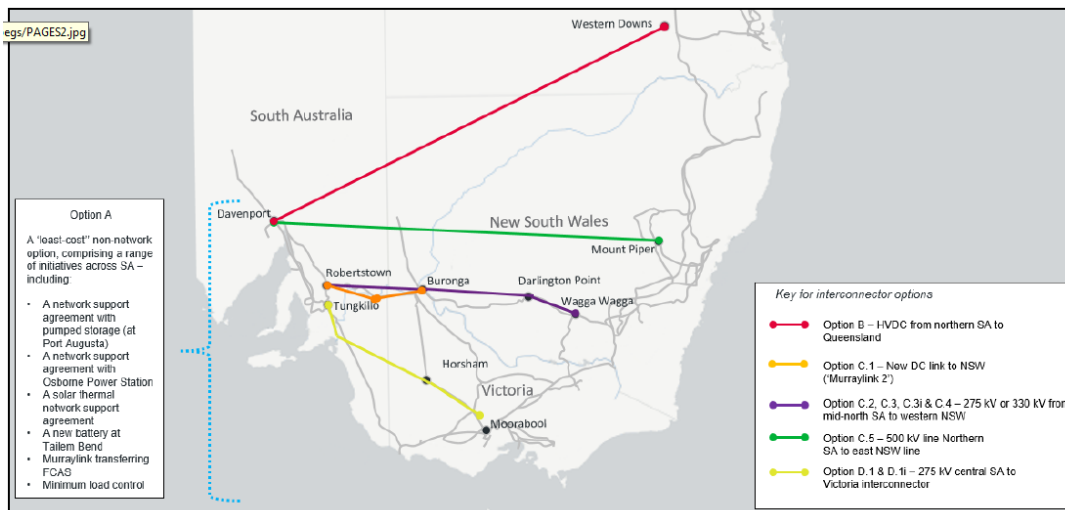 egs/PAGES2.jpg
Western Downs
South Australia
Davenport
New South Wales
Mount Piper
Robertstown
Buronga
Darlington Point
Wagga Wagga
Tungkillo
Horsham
Victoria
Moorabool
Option A
A "least-cost" non-network
option, comprising a range
of initiatives across SA –
including:
• A network support
agreement with
pumped storage (at
Port Augusta)
• A network support
agreement with
Osborne Power Station
• A solar thermal
network support
agreement
• A new battery at
Tailem Bend
• Murraylink transferring
FCAS
• Minimum load control
Key for interconnector options
Option B – HVDC from northern SA to
Queensland
Option C.1 – New DC link to NSW
('Murraylink 2')
Option C.2, C.3, C.3i & C.4 – 275 kV or 330 kV from
mid-north SA to western NSW
Option C.5 – 500 kV line Northern
SA to east NSW line
Option D.1 & D.1i – 275 kV central SA to
Victoria interconnector